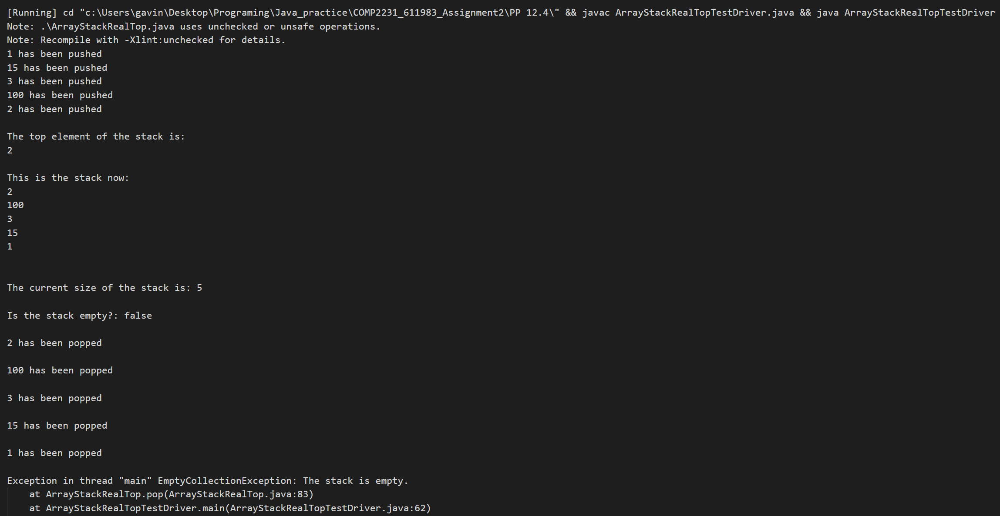 [Running] cd "c:\Users\gavin\Desktop\Programing\Java_practice\COMP2231_611983_Assignment2\PP 12.4\" && javac ArrayStackRealTopTestDriver.java && java ArrayStackRealTopTestDriver
Note: .\ArrayStackRealTop.java uses unchecked or unsafe operations.
Note: Recompile with -Xlint:unchecked for details.
1 has been pushed
15 has been pushed
3 has been pushed
100 has been pushed
2 has been pushed
The top element of the stack is:
2
This is the stack now:
2
100
3
15
1
The current size of the stack is: 5
Is the stack empty?: false
2 has been popped
100 has been popped
3 has been popped
15 has been popped
1 has been popped
Exception in thread "main" EmptyCollectionException: The stack is empty.
    at ArrayStackRealTop.pop(ArrayStackRealTop.java:83)
    at ArrayStackRealTopTestDriver.main(ArrayStackRealTopTestDriver.java:62)